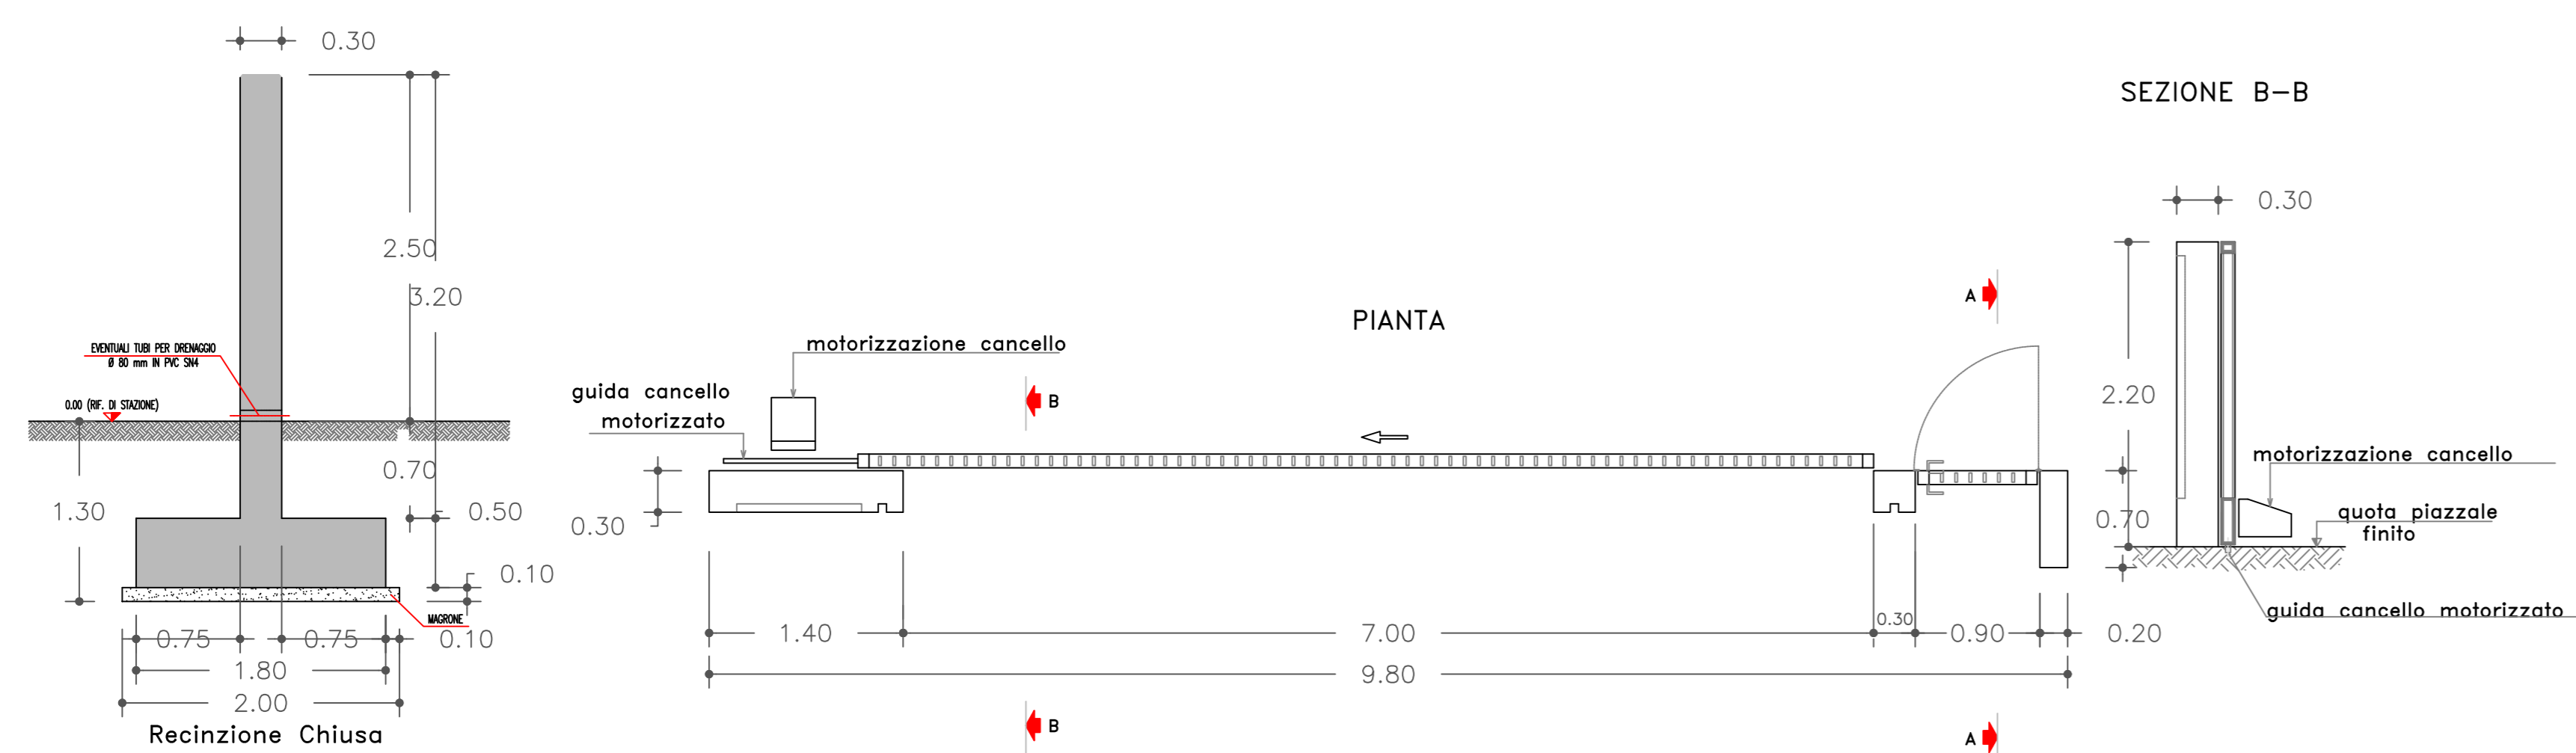 0.30
2.50
3.20
EVENTUALI TUBI PER DRENAGGIO
Ø 80 mm IN PVC SN4
0.00 (RIF. DI STAZIONE)
0.70
1.30
0.50
0.10
MAGRONE
0.75
0.75
0.10
1.80
2.00
Recinzione Chiusa
PIANTA
motorizzazione cancello
guida cancello
motorizzato
B
A
0.30
1.40
7.00
0.30
0.90
0.20
9.80
B
A
SEZIONE B-B
0.30
2.20
0.70
motorizzazione cancello
quota piazzale
finito
guida cancello motorizzato